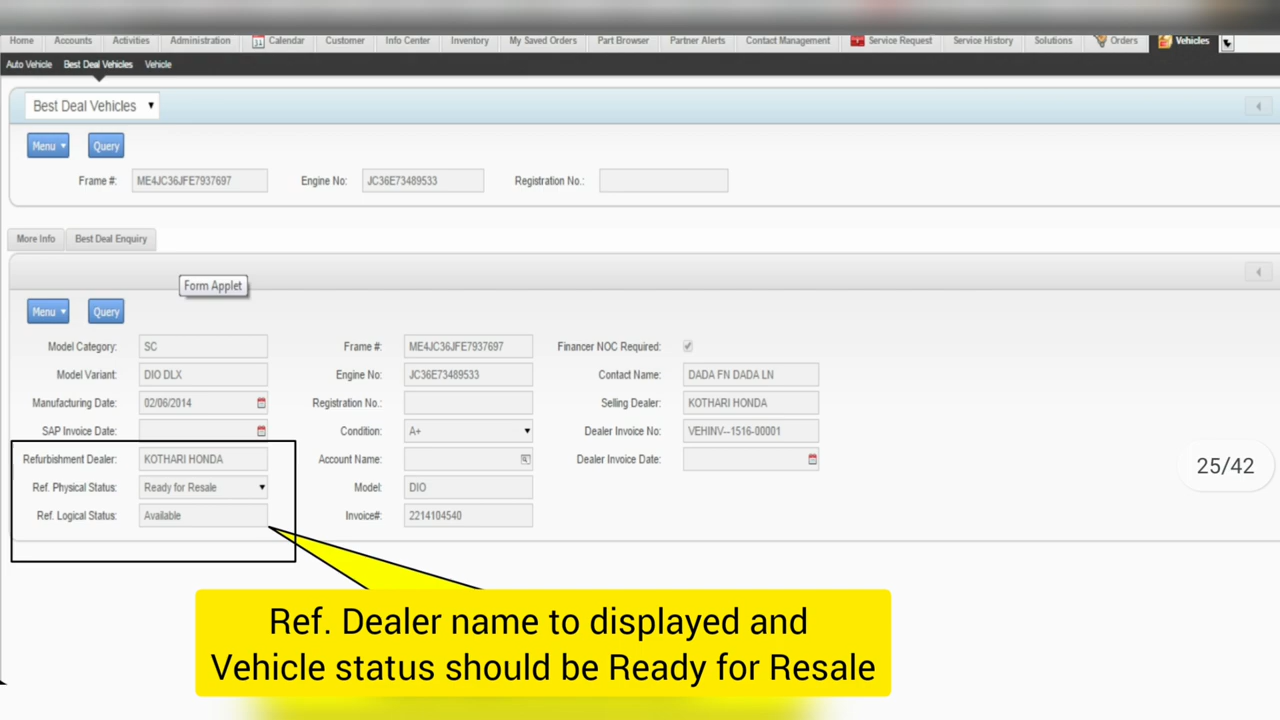 Home Accounts Activities Administration 31 Calendar Customer Info Center Inventory My Saved Orders Part Browser Partner Alerts Contact Management Service Request Service History Solutions Orders Vehicles
Auto Vehicle Best Deal Vehicles Vehicle
Best Deal Vehicles
Menu Query
Frame #: ME4JC36JFE7937697 Engine No: JC36E73489533 Registration No.:
More Info Best Deal Enquiry
Form Applet
Menu Query
Model Category: SC Frame #: ME4JC36JFE7937697 Financer NOC Required:
Model Variant: DIO DLX Engine No: JC36E73489533 Contact Name: DADA FN DADA LN
Manufacturing Date: 02/06/2014 Registration No.: Selling Dealer: KOTHARI HONDA
SAP Invoice Date: Condition: A+ Dealer Invoice No: VEHINV--1516-00001
Refurbishment Dealer: KOTHARI HONDA Account Name: Dealer Invoice Date:
Ref. Physical Status: Ready for Resale Model: DIO
Ref. Logical Status: Available Invoice#: 2214104540
25/42
Ref. Dealer name to displayed and
Vehicle status should be Ready for Resale